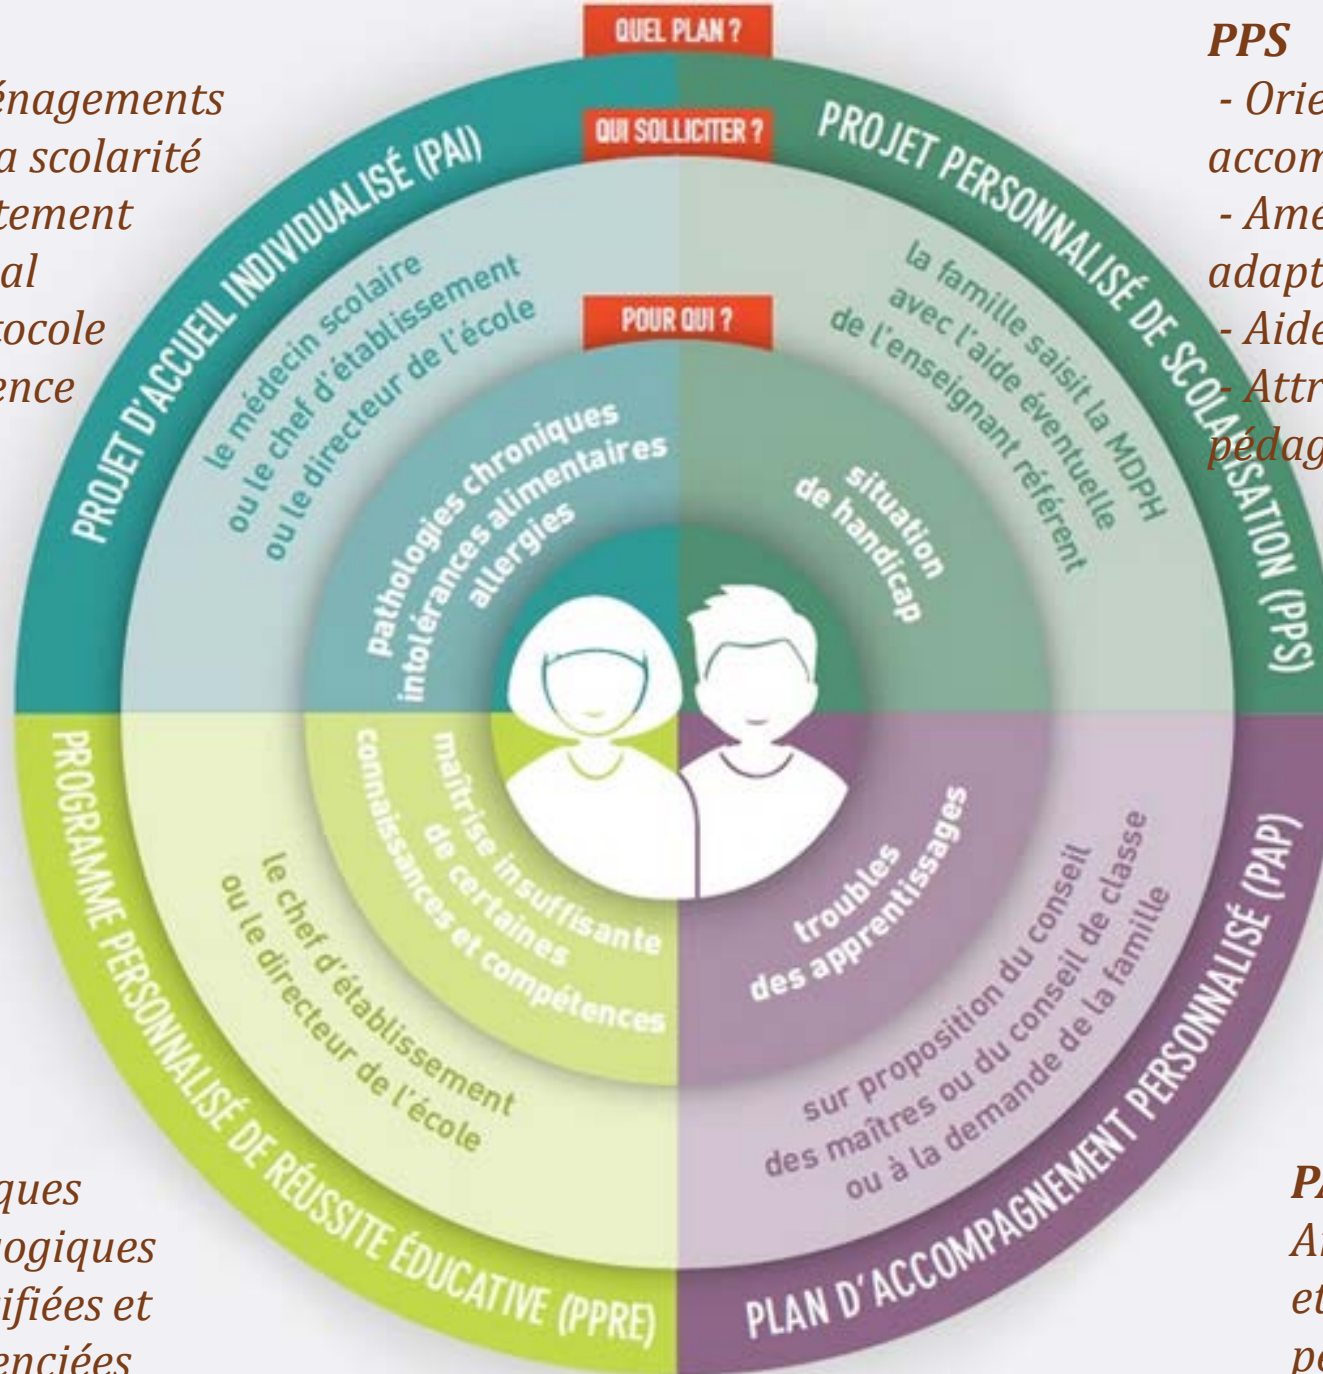 QUEL PLAN ?
QUI SOLLICITER ?
POUR QUI ?
PROJET D'ACCUEIL INDIVIDUALISÉ (PAI)
le médecin scolaire
ou le chef d'établissement
ou le directeur de l'école
pathologies chroniques
intolérances alimentaires
allergies
PROJET PERSONNALISÉ DE SCOLARISATION (PPS)
la famille saisit la MDPH
avec l'aide éventuelle
de l'enseignant référent
situation
de handicap
PROGRAMME PERSONNALISÉ DE RÉUSSITE ÉDUCATIVE (PPRE)
le chef d'établissement
ou le directeur de l'école
maîtrise insuffisante
de certaines
connaissances et compétences
PLAN D'ACCOMPAGNEMENT PERSONNALISÉ (PAP)
sur proposition du conseil
des maîtres ou du conseil de classe
ou à la demande de la famille
troubles
des apprentissages
énagements
a scolarité
tement
al
tocole
ence
PPS
- Orie
accom
- Amé
adapt
- Aide
- Attr
pédag
ques
ogiques
ifiées et
enciées
PA
et
pe